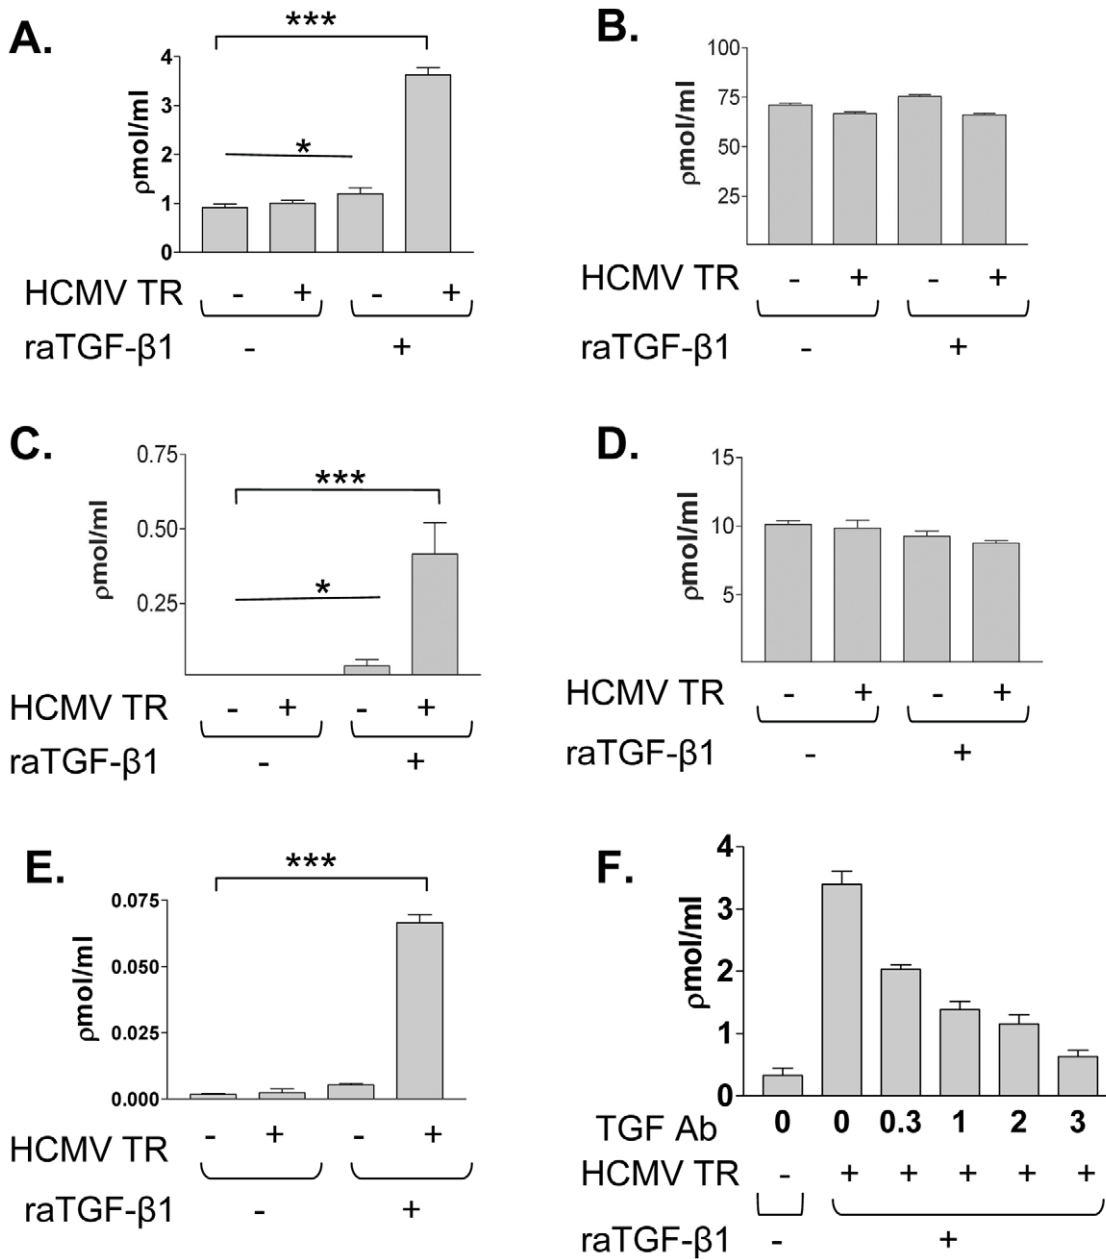 A.
***
4
3
2
1
0
ρmol/ml
*
HCMV TR - + - +
raTGF-β1 - +
B.
100
75
50
25
ρmol/ml
HCMV TR - + - +
raTGF-β1 - +
C.
0.75
0.50
0.25
ρmol/ml
***
*
HCMV TR - + - +
raTGF-β1 - +
D.
15
10
5
ρmol/ml
HCMV TR - + - +
raTGF-β1 - +
E.
***
0.075
0.050
0.025
0.000
ρmol/ml
HCMV TR - + - +
raTGF-β1 - +
F.
4
3
2
1
0
ρmol/ml
TGF Ab 0 0 0.3 1 2 3
HCMV TR - + + + + +
raTGF-β1 - +